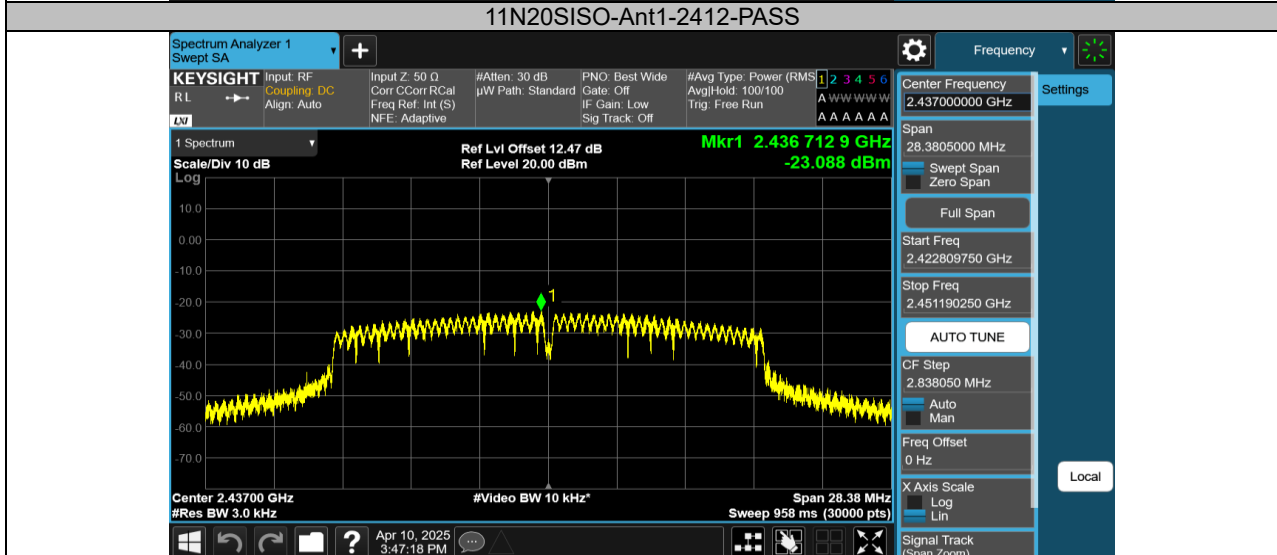 11N20SISO-Ant1-2412-PASS
Spectrum Analyzer 1
Swept SA
Frequency
KEYSIGHT
RL
LXI
Input: RF
Coupling: DC
Align: Auto
Input Z: 50 Ω
Corr CCorr RCal
Freq Ref: Int (S)
NFE: Adaptive
#Atten: 30 dB
µW Path: Standard
PNO: Best Wide
Gate: Off
IF Gain: Low
Sig Track: Off
#Avg Type: Power (RMS
Avg|Hold: 100/100
Trig: Free Run
1 2 3 4 5 6
A W W W W W
A A A A A A
1 Spectrum
Scale/Div 10 dB
Log
Ref Lvl Offset 12.47 dB
Ref Level 20.00 dBm
Mkr1 2.436 712 9 GHz
-23.088 dBm
10.0
0.00
-10.0
-20.0
-30.0
-40.0
-50.0
-60.0
-70.0
1
Center 2.43700 GHz
#Res BW 3.0 kHz
#Video BW 10 kHz*
Span 28.38 MHz
Sweep 958 ms (30000 pts)
Center Frequency
2.437000000 GHz
Settings
Span
28.3805000 MHz
Swept Span
Zero Span
Full Span
Start Freq
2.422809750 GHz
Stop Freq
2.451190250 GHz
AUTO TUNE
CF Step
2.838050 MHz
Auto
Man
Freq Offset
0 Hz
X Axis Scale
Log
Lin
Local
Signal Track
(Span Zoom)
?
Apr 10, 2025
3:47:18 PM